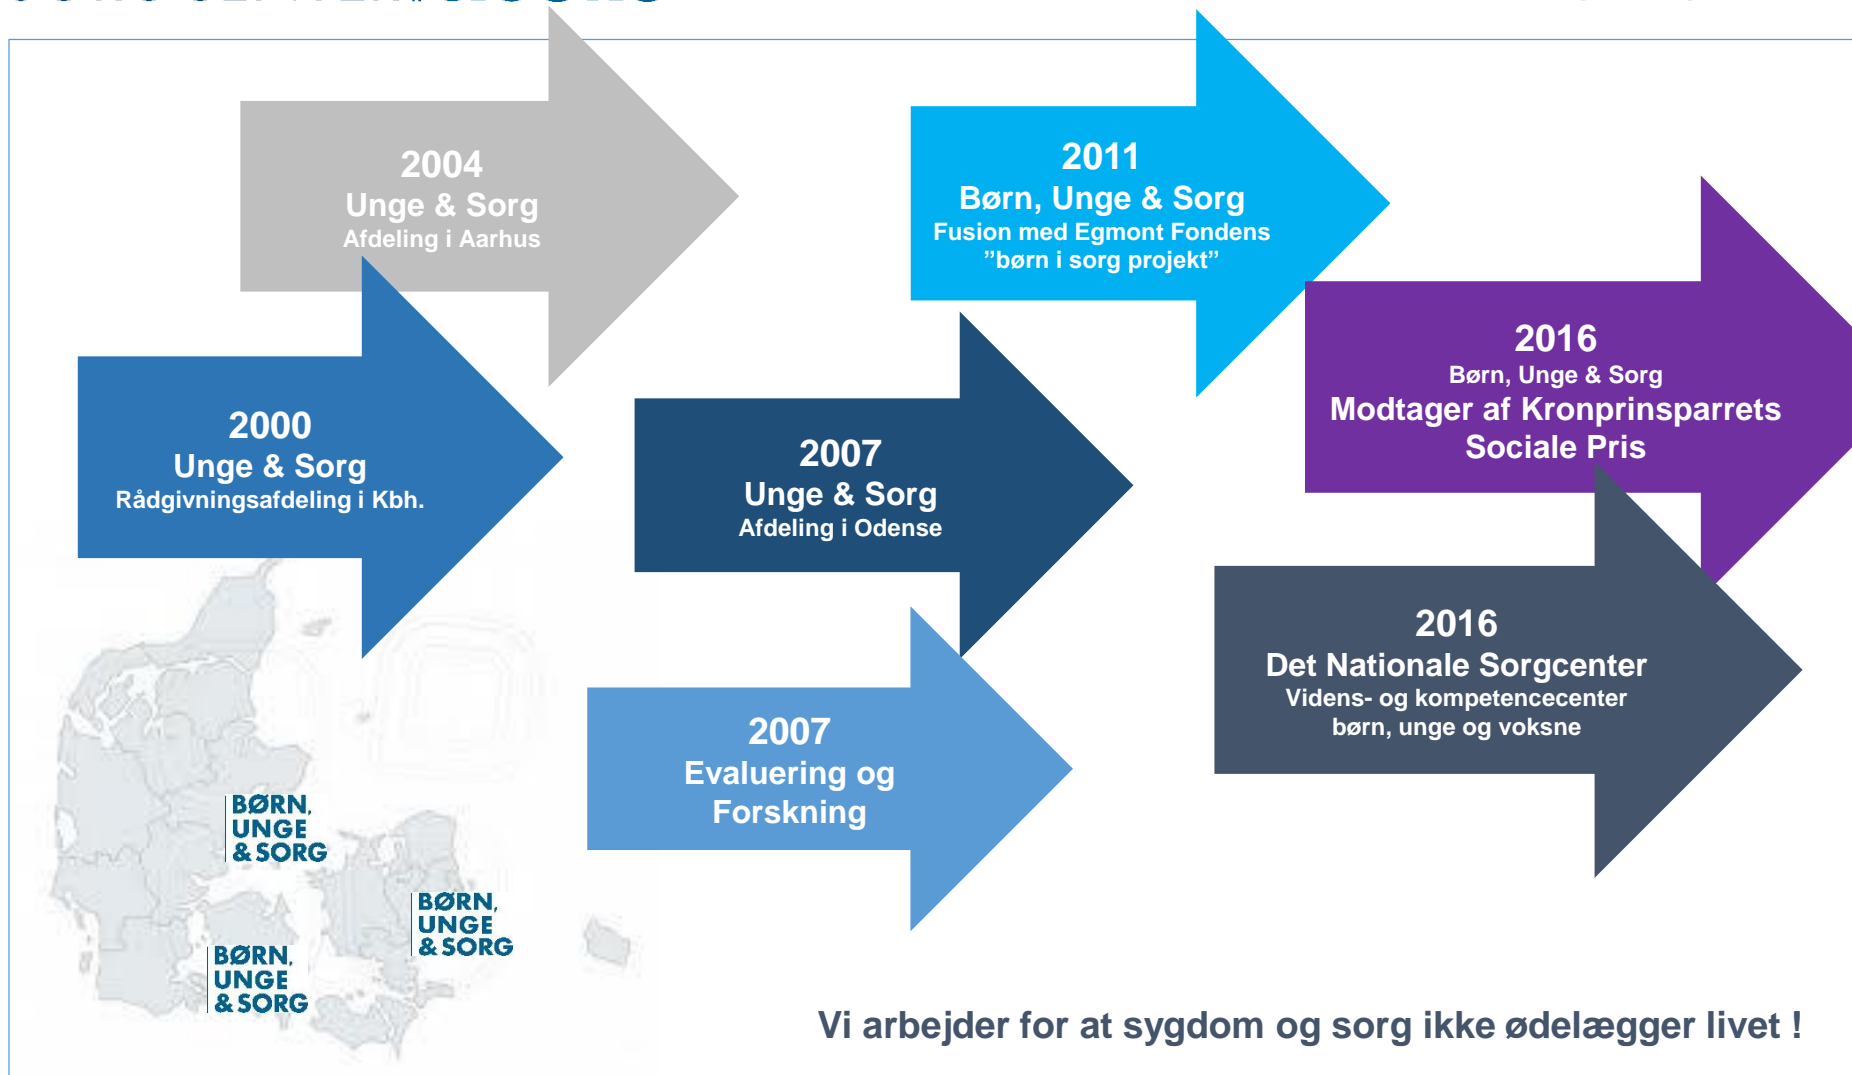 2004
Unge & Sorg
Afdeling i Aarhus
2011
Børn, Unge & Sorg
Fusion med Egmont Fondens
”børn i sorg projekt”
2016
Børn, Unge & Sorg
Modtager af Kronprinsparrets
Sociale Pris
2000
Unge & Sorg
Rådgivningsafdeling i Kbh.
2007
Unge & Sorg
Afdeling i Odense
2016
Det Nationale Sorgcenter
Videns- og kompetencecenter
børn, unge og voksne
2007
Evaluering og
Forskning
BØRN,
UNGE
& SORG
BØRN,
UNGE
& SORG
BØRN,
UNGE
& SORG
Vi arbejder for at sygdom og sorg ikke ødelægger livet !